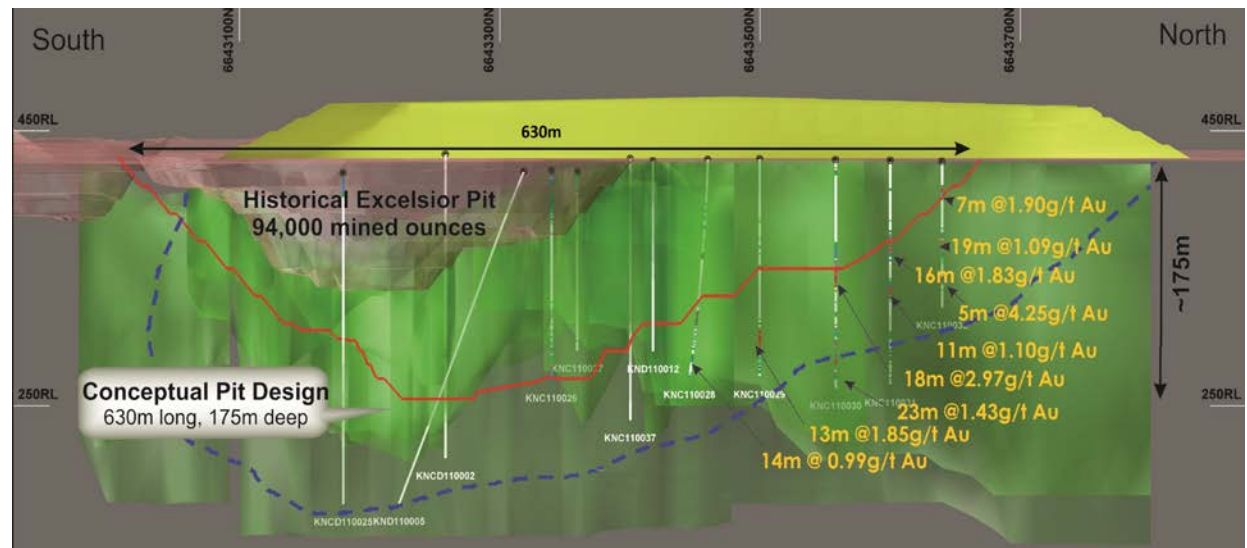 South
6643100N
6643300N
6643500N
6643700N
North
450RL
450RL
630m
Historical Excelsior Pit
94,000 mined ounces
7m @1.90g/t Au
19m @1.09g/t Au
16m @1.83g/t Au
5m @4.25g/t Au
11m @1.10g/t Au
18m @2.97g/t Au
23m @1.43g/t Au
13m @1.85g/t Au
14m @ 0.99g/t Au
~175m
Conceptual Pit Design
630m long, 175m deep
250RL
250RL
KNC110026
KND110012
KNC110028
KNC110029
KNC110030
KNC110037
KNCD110002
KNCD110025
KND110005